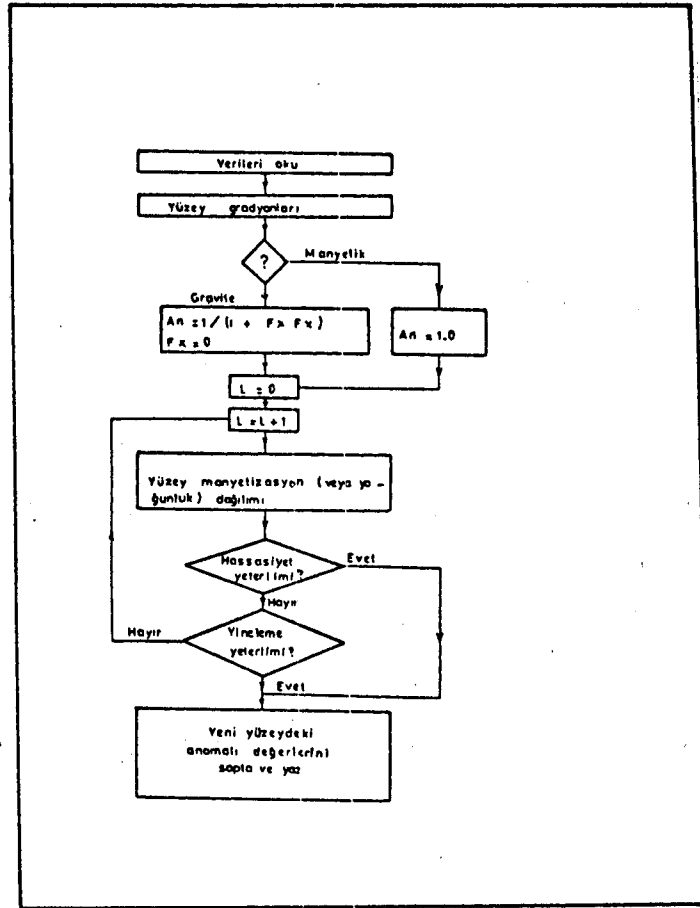 Verileri oku
Yüzey gradyanları
?
Manyetik
Gravite
An = 1/(1 + Fx Fx)
Fx = 0
An = 1.0
L = 0
L = L + 1
Yüzey manyetizasyon (veya yo-
ğunluk) dağılımı
Hassasiyet
yeterlimi?
Evet
Hayır
Yineleme
yeterlimi?
Hayır
Evet
Yeni yüzeydeki
anomali değerlerini
sapta ve yaz